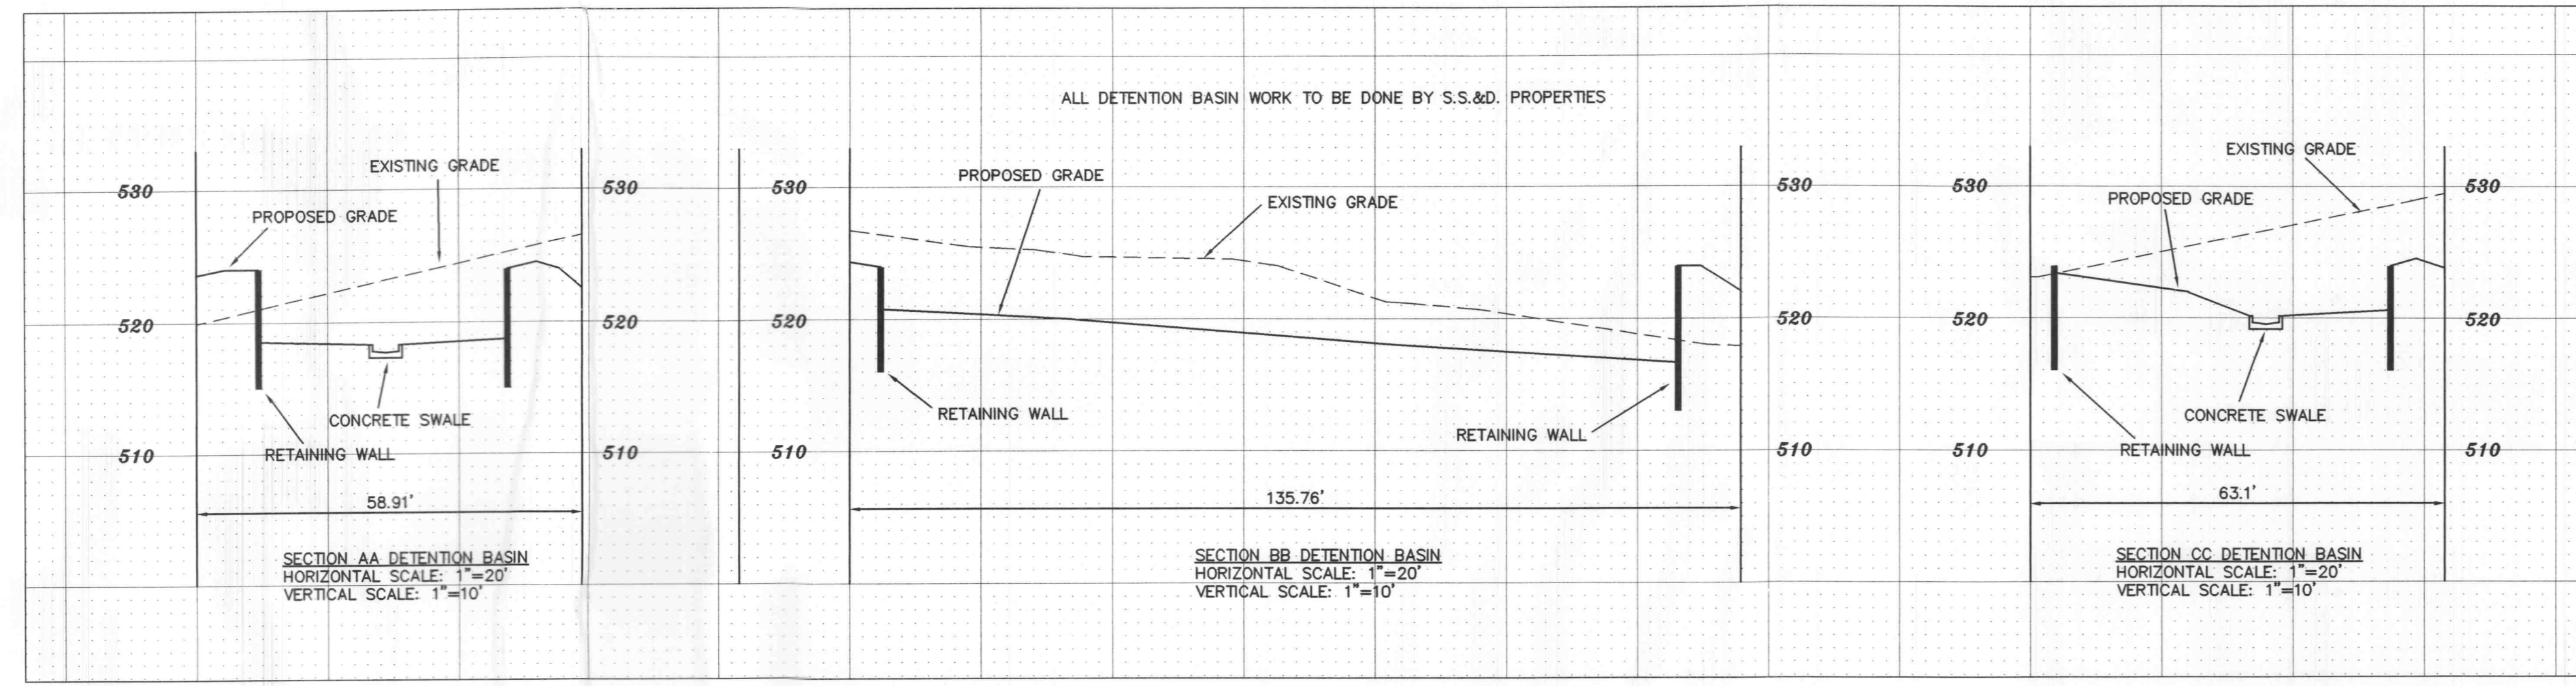 ALL DETENTION BASIN WORK TO BE DONE BY S.S.&D. PROPERTIES
EXISTING GRADE
PROPOSED GRADE
530
530
520
520
510
510
CONCRETE SWALE
RETAINING WALL
58.91'
SECTION AA DETENTION BASIN
HORIZONTAL SCALE: 1"=20'
VERTICAL SCALE: 1"=10'
PROPOSED GRADE
EXISTING GRADE
530
530
520
520
510
510
RETAINING WALL
RETAINING WALL
135.76'
SECTION BB DETENTION BASIN
HORIZONTAL SCALE: 1"=20'
VERTICAL SCALE: 1"=10'
EXISTING GRADE
PROPOSED GRADE
530
530
520
520
510
510
CONCRETE SWALE
RETAINING WALL
63.1'
SECTION CC DETENTION BASIN
HORIZONTAL SCALE: 1"=20'
VERTICAL SCALE: 1"=10'